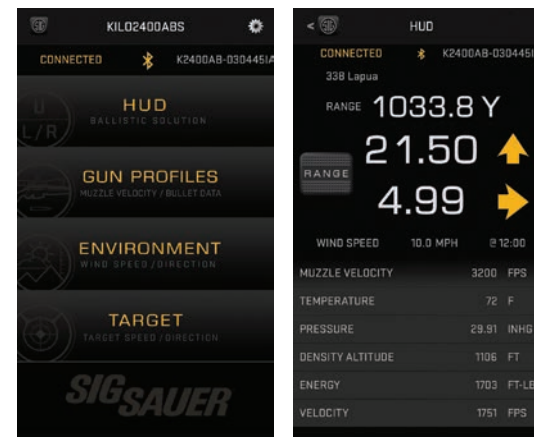 SIG
KILO2400ABS
CONNECTED K2400AB-030445IA
U
L/R
HUD
BALLISTIC SOLUTION
GUN PROFILES
MUZZLE VELOCITY / BULLET DATA
ENVIRONMENT
WIND SPEED / DIRECTION
TARGET
TARGET SPEED / DIRECTION
SIG SAUER
< SIG HUD
CONNECTED K2400AB-030445I
338 Lapua
RANGE 1033.8 Y
21.50
RANGE
4.99
WIND SPEED 10.0 MPH @ 12:00
MUZZLE VELOCITY 3200 FPS
TEMPERATURE 72 F
PRESSURE 29.91 INHG
DENSITY ALTITUDE 1106 FT
ENERGY 1703 FT-LB
VELOCITY 1751 FPS